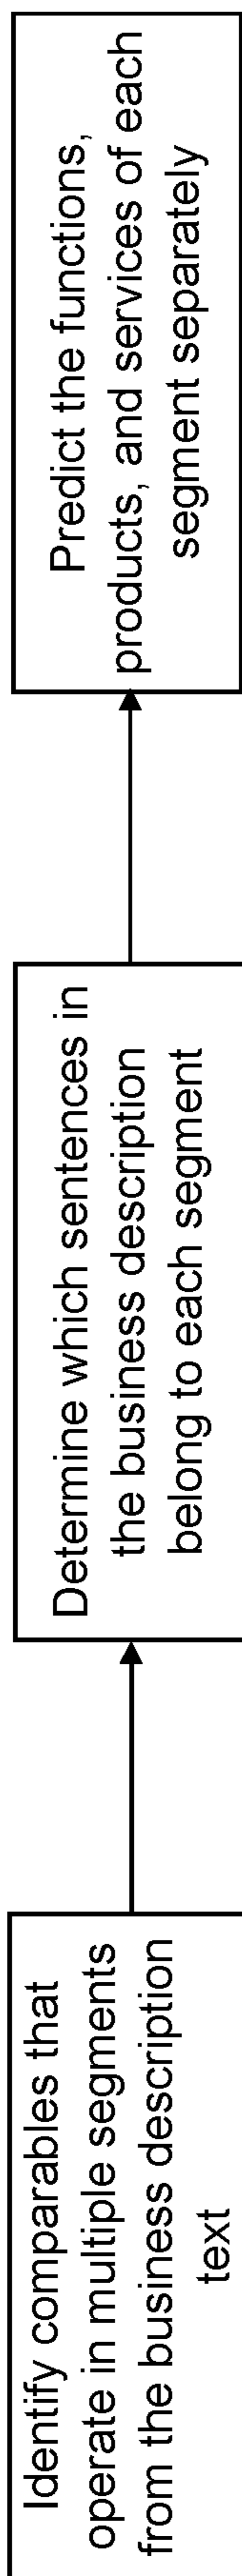 Identify comparables that
operate in multiple segments
from the business description
text
Determine which sentences in
the business description
belong to each segment
Predict the functions,
products, and services of each
segment separately